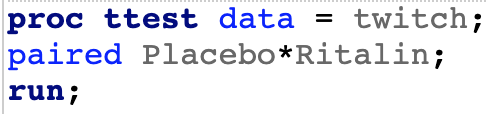 proc ttest data = twitch;
paired Placebo*Ritalin;
run;